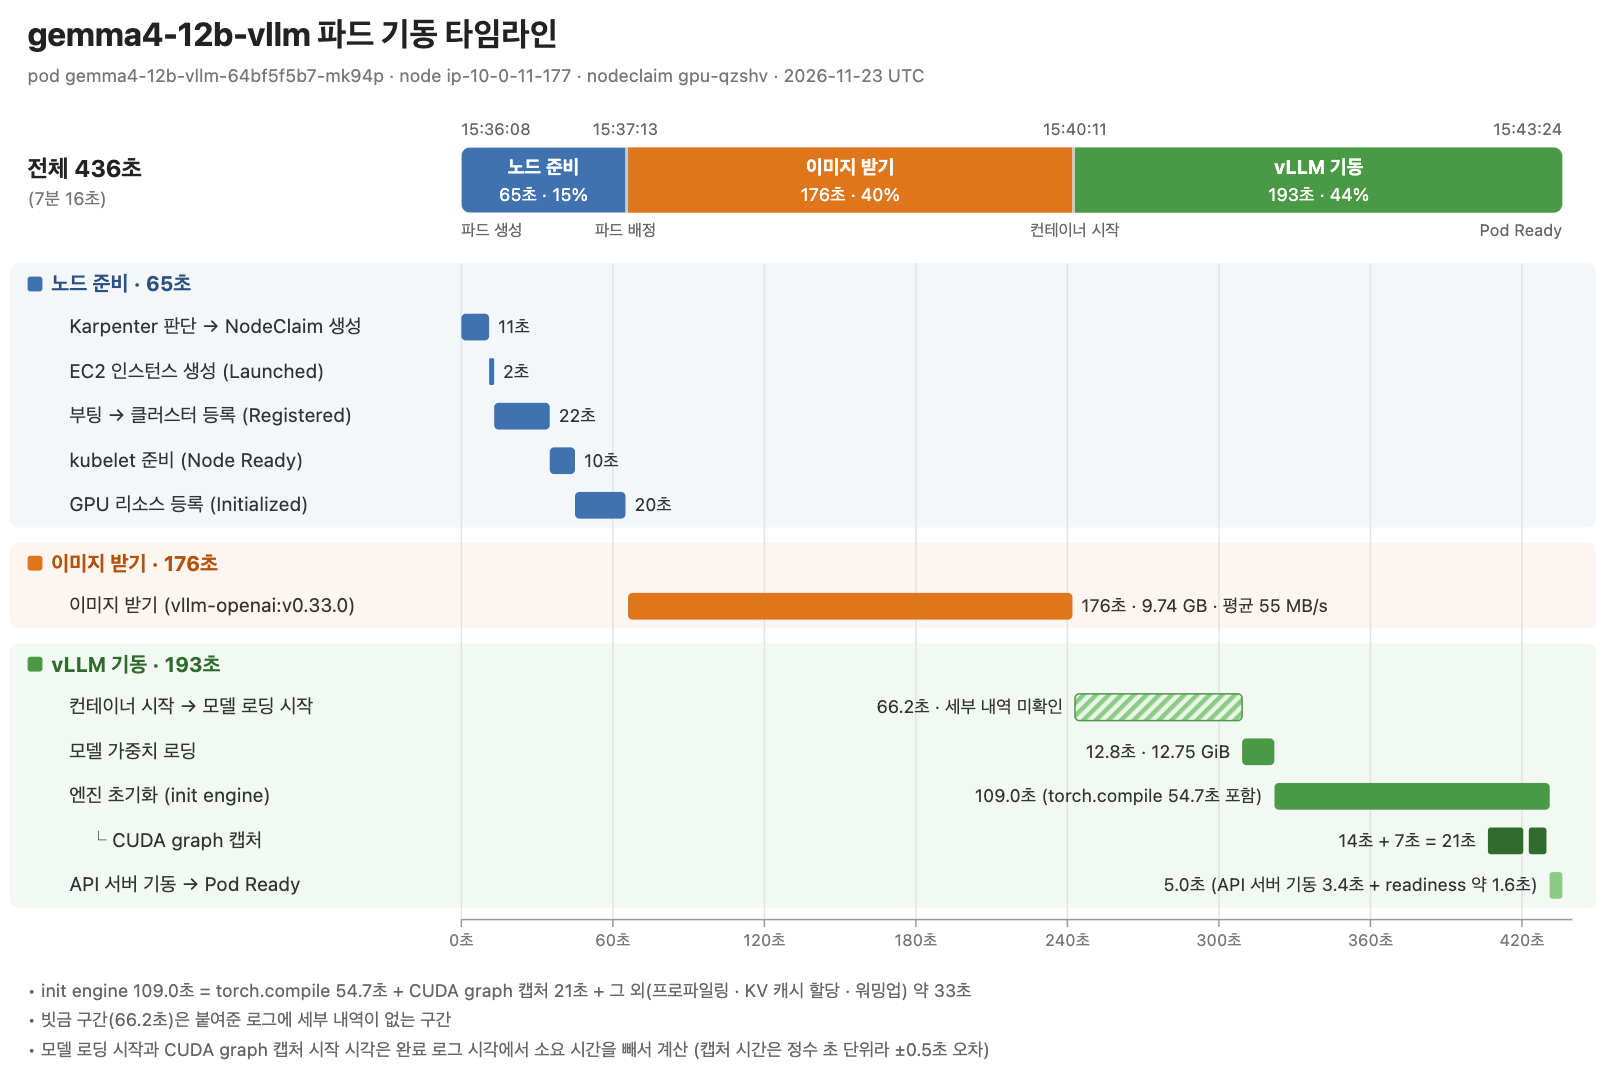 gemma4-12b-vllm 파드 기동 타임라인
pod gemma4-12b-vllm-64bf5f5b7-mk94p · node ip-10-0-11-177 · nodeclaim gpu-qzshv · 2026-11-23 UTC
15:36:08 15:37:13 15:40:11 15:43:24
전체 436초
(7분 16초)
노드 준비 이미지 받기 vLLM 기동
65초 · 15% 176초 · 40% 193초 · 44%
파드 생성 파드 배정 컨테이너 시작 Pod Ready
노드 준비 · 65초
Karpenter 판단 → NodeClaim 생성 11초
EC2 인스턴스 생성 (Launched) 2초
부팅 → 클러스터 등록 (Registered) 22초
kubelet 준비 (Node Ready) 10초
GPU 리소스 등록 (Initialized) 20초
이미지 받기 · 176초
이미지 받기 (vllm-openai:v0.33.0) 176초 · 9.74 GB · 평균 55 MB/s
vLLM 기동 · 193초
컨테이너 시작 → 모델 로딩 시작 66.2초 · 세부 내역 미확인
모델 가중치 로딩 12.8초 · 12.75 GiB
엔진 초기화 (init engine) 109.0초 (torch.compile 54.7초 포함)
└ CUDA graph 캡처 14초 + 7초 = 21초
API 서버 기동 → Pod Ready 5.0초 (API 서버 기동 3.4초 + readiness 약 1.6초)
0초 60초 120초 180초 240초 300초 360초 420초
• init engine 109.0초 = torch.compile 54.7초 + CUDA graph 캡처 21초 + 그 외(프로파일링 · KV 캐시 할당 · 워밍업) 약 33초
• 빗금 구간(66.2초)은 붙여준 로그에 세부 내역이 없는 구간
• 모델 로딩 시작과 CUDA graph 캡처 시작 시각은 완료 로그 시각에서 소요 시간을 빼서 계산 (캡처 시간은 정수 초 단위라 ±0.5초 오차)